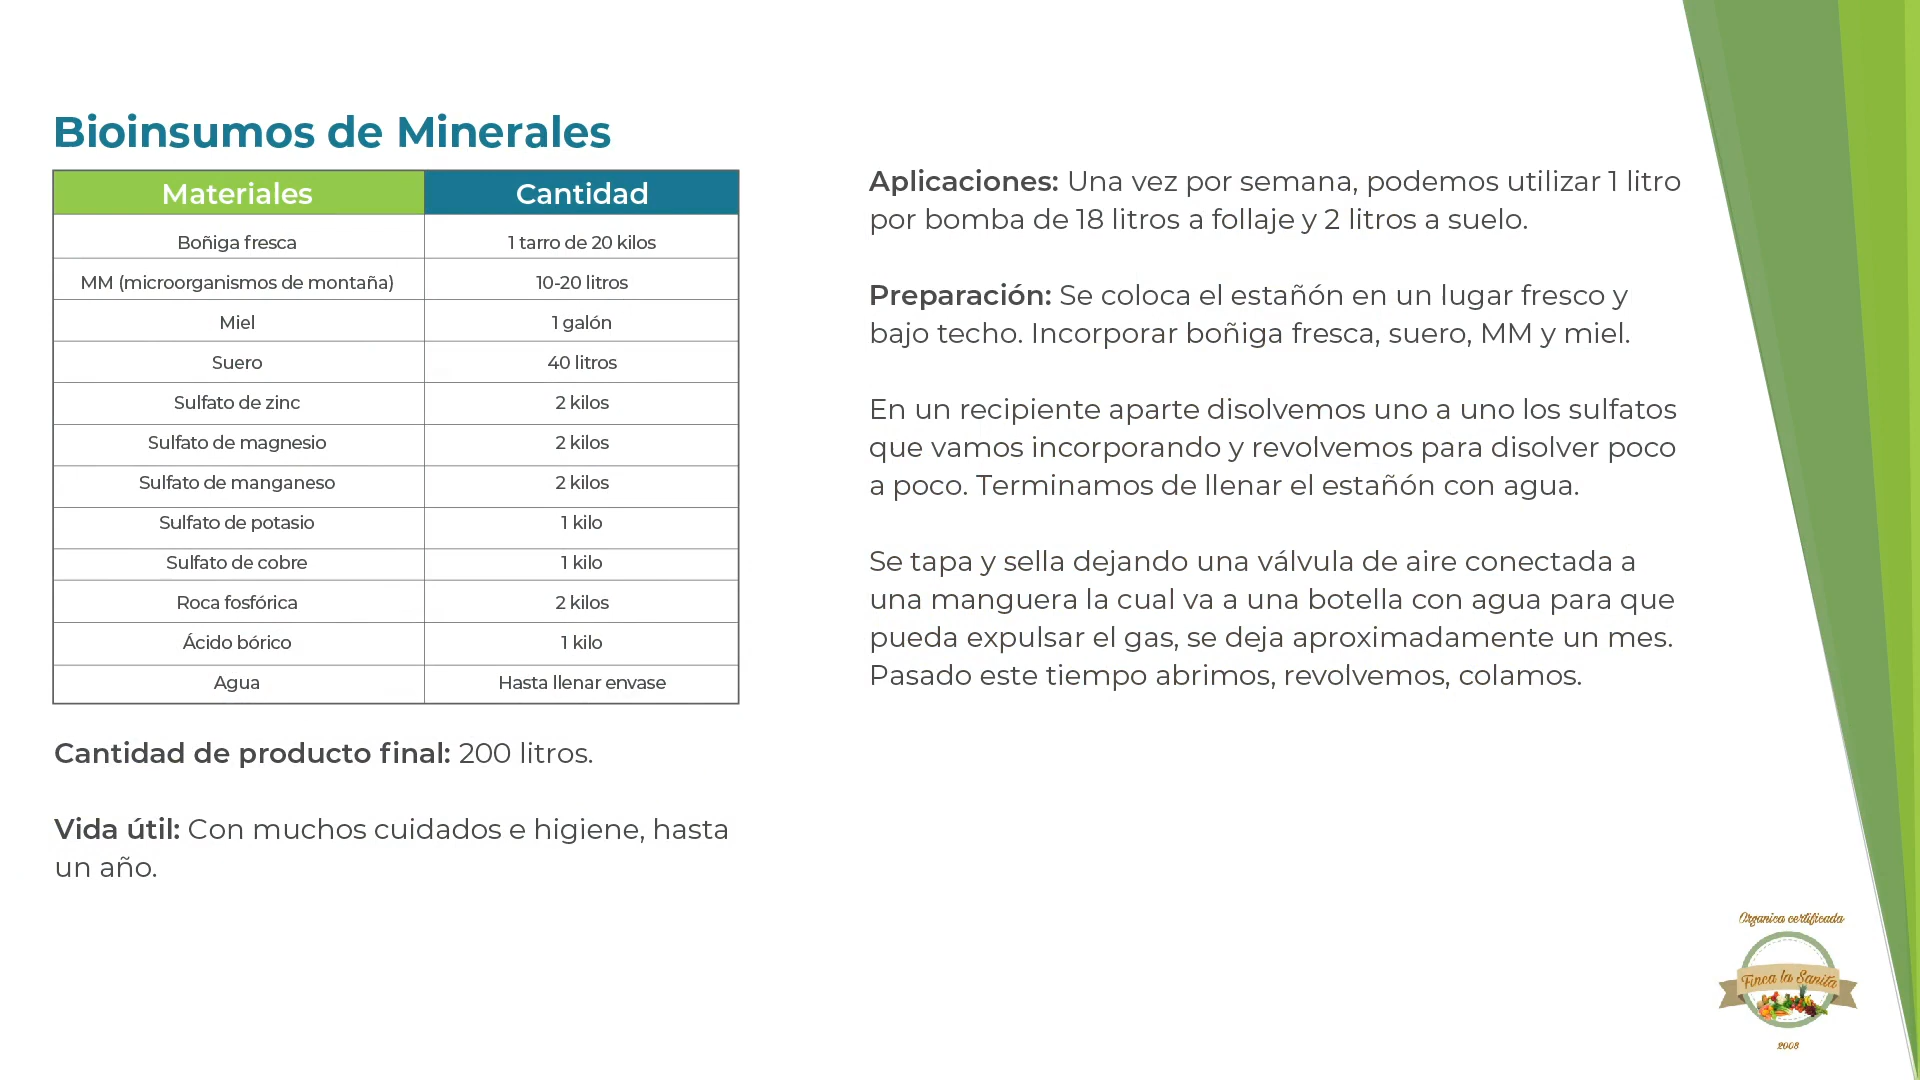 Bioinsumos de Minerales
Materiales Cantidad
Boñiga fresca 1 tarro de 20 kilos
MM (microorganismos de montaña) 10-20 litros
Miel 1 galón
Suero 40 litros
Sulfato de zinc 2 kilos
Sulfato de magnesio 2 kilos
Sulfato de manganeso 2 kilos
Sulfato de potasio 1 kilo
Sulfato de cobre 1 kilo
Roca fosfórica 2 kilos
Ácido bórico 1 kilo
Agua Hasta llenar envase
Cantidad de producto final: 200 litros.
Vida útil: Con muchos cuidados e higiene, hasta
un año.
Aplicaciones: Una vez por semana, podemos utilizar 1 litro
por bomba de 18 litros a follaje y 2 litros a suelo.
Preparación: Se coloca el estañón en un lugar fresco y
bajo techo. Incorporar boñiga fresca, suero, MM y miel.
En un recipiente aparte disolvemos uno a uno los sulfatos
que vamos incorporando y revolvemos para disolver poco
a poco. Terminamos de llenar el estañón con agua.
Se tapa y sella dejando una válvula de aire conectada a
una manguera la cual va a una botella con agua para que
pueda expulsar el gas, se deja aproximadamente un mes.
Pasado este tiempo abrimos, revolvemos, colamos.
Organica certificada
Finca la Sanita
2008